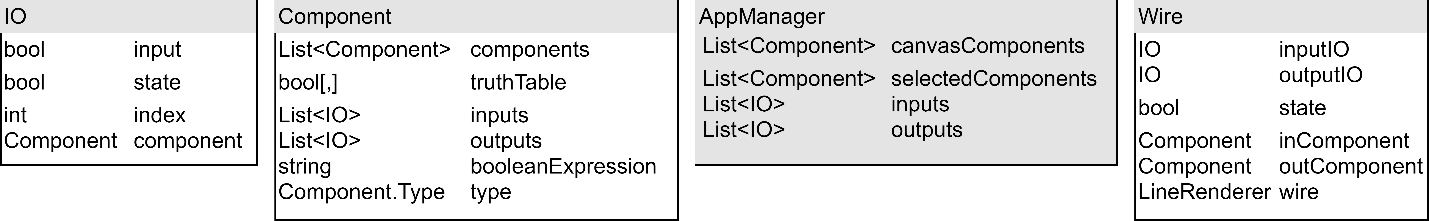 IO
bool input
bool state
int index
Component component
Component
List<Component> components
bool[,] truthTable
List<IO> inputs
List<IO> outputs
string booleanExpression
Component.Type type
AppManager
List<Component> canvasComponents
List<Component> selectedComponents
List<IO> inputs
List<IO> outputs
Wire
IO inputIO
IO outputIO
bool state
Component inComponent
Component outComponent
LineRenderer wire